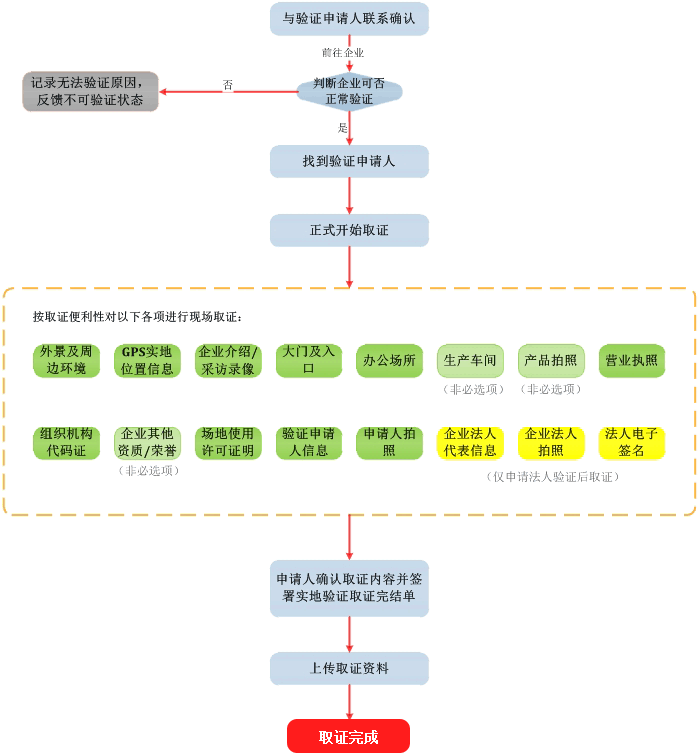 与验证申请人联系确认
前往企业
判断企业可否
正常验证
否
记录无法验证原因,
反馈不可验证状态
是
找到验证申请人
正式开始取证
按取证便利性对以下各项进行现场取证:
外景及周
边环境
GPS实地
位置信息
企业介绍/
采访录像
大门及入
口
办公场所
生产车间
(非必选项)
产品拍照
(非必选项)
营业执照
组织机构
代码证
企业其他
资质/荣誉
(非必选项)
场地使用
许可证明
验证申请
人信息
申请人拍
照
企业法人
代表信息
企业法人
拍照
法人电子
签名
(仅申请法人验证后取证)
申请人确认取证内容并签
署实地验证取证完结单
上传取证资料
取证完成